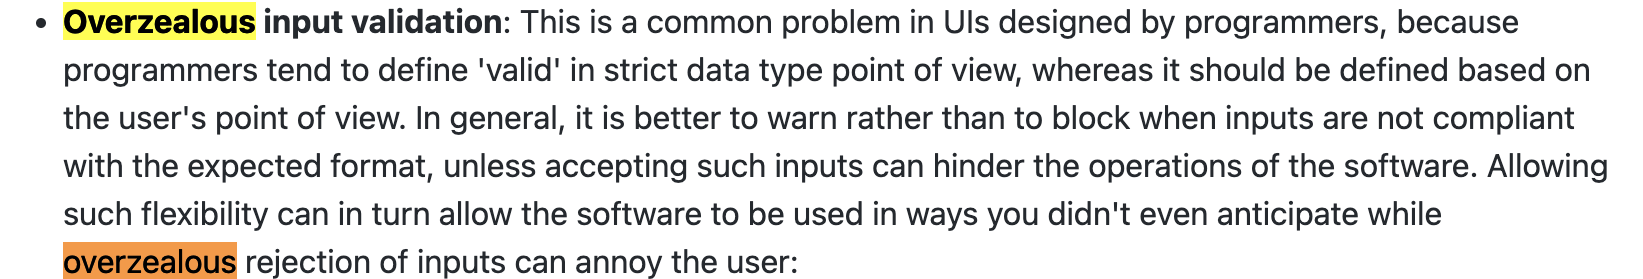 • Overzealous input validation: This is a common problem in UIs designed by programmers, because
programmers tend to define 'valid' in strict data type point of view, whereas it should be defined based on
the user's point of view. In general, it is better to warn rather than to block when inputs are not compliant
with the expected format, unless accepting such inputs can hinder the operations of the software. Allowing
such flexibility can in turn allow the software to be used in ways you didn't even anticipate while
overzealous rejection of inputs can annoy the user: